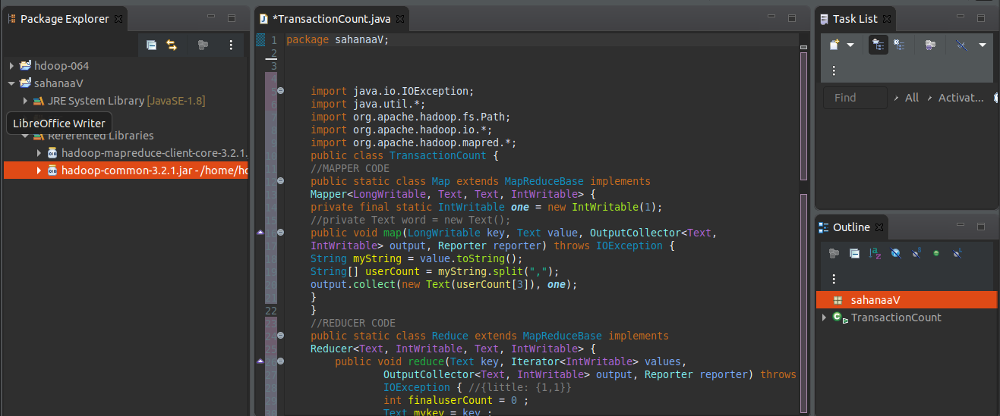 Package Explorer
hdoop-064
sahanaaV
JRE System Library [JavaSE-1.8]
LibreOffice Writer
Referenced Libraries
hadoop-mapreduce-client-core-3.2.1.
hadoop-common-3.2.1.jar - /home/
*TransactionCount.java
1 package sahanaaV;
2
3
4
5 import java.io.IOException;
6 import java.util.*;
7 import org.apache.hadoop.fs.Path;
8 import org.apache.hadoop.io.*;
9 import org.apache.hadoop.mapred.*;
10 public class TransactionCount {
11 //MAPPER CODE
12 public static class Map extends MapReduceBase implements
13 Mapper<LongWritable, Text, Text, IntWritable> {
14 private final static IntWritable one = new IntWritable(1);
15 //private Text word = new Text();
16 public void map(LongWritable key, Text value, OutputCollector<Text,
17 IntWritable> output, Reporter reporter) throws IOException {
18 String myString = value.toString();
19 String[] userCount = myString.split(",");
20 output.collect(new Text(userCount[3]), one);
21 }
22 }
23 //REDUCER CODE
24 public static class Reduce extends MapReduceBase implements
25 Reducer<Text, IntWritable, Text, IntWritable> {
26 public void reduce(Text key, Iterator<IntWritable> values,
27 OutputCollector<Text, IntWritable> output, Reporter reporter) throws
28 IOException { //{little: {1,1}}
29 int finaluserCount = 0 ;
30 Text mykey = key ;
Task List
Find
All
Activat...
Outline
sahanaaV
TransactionCount